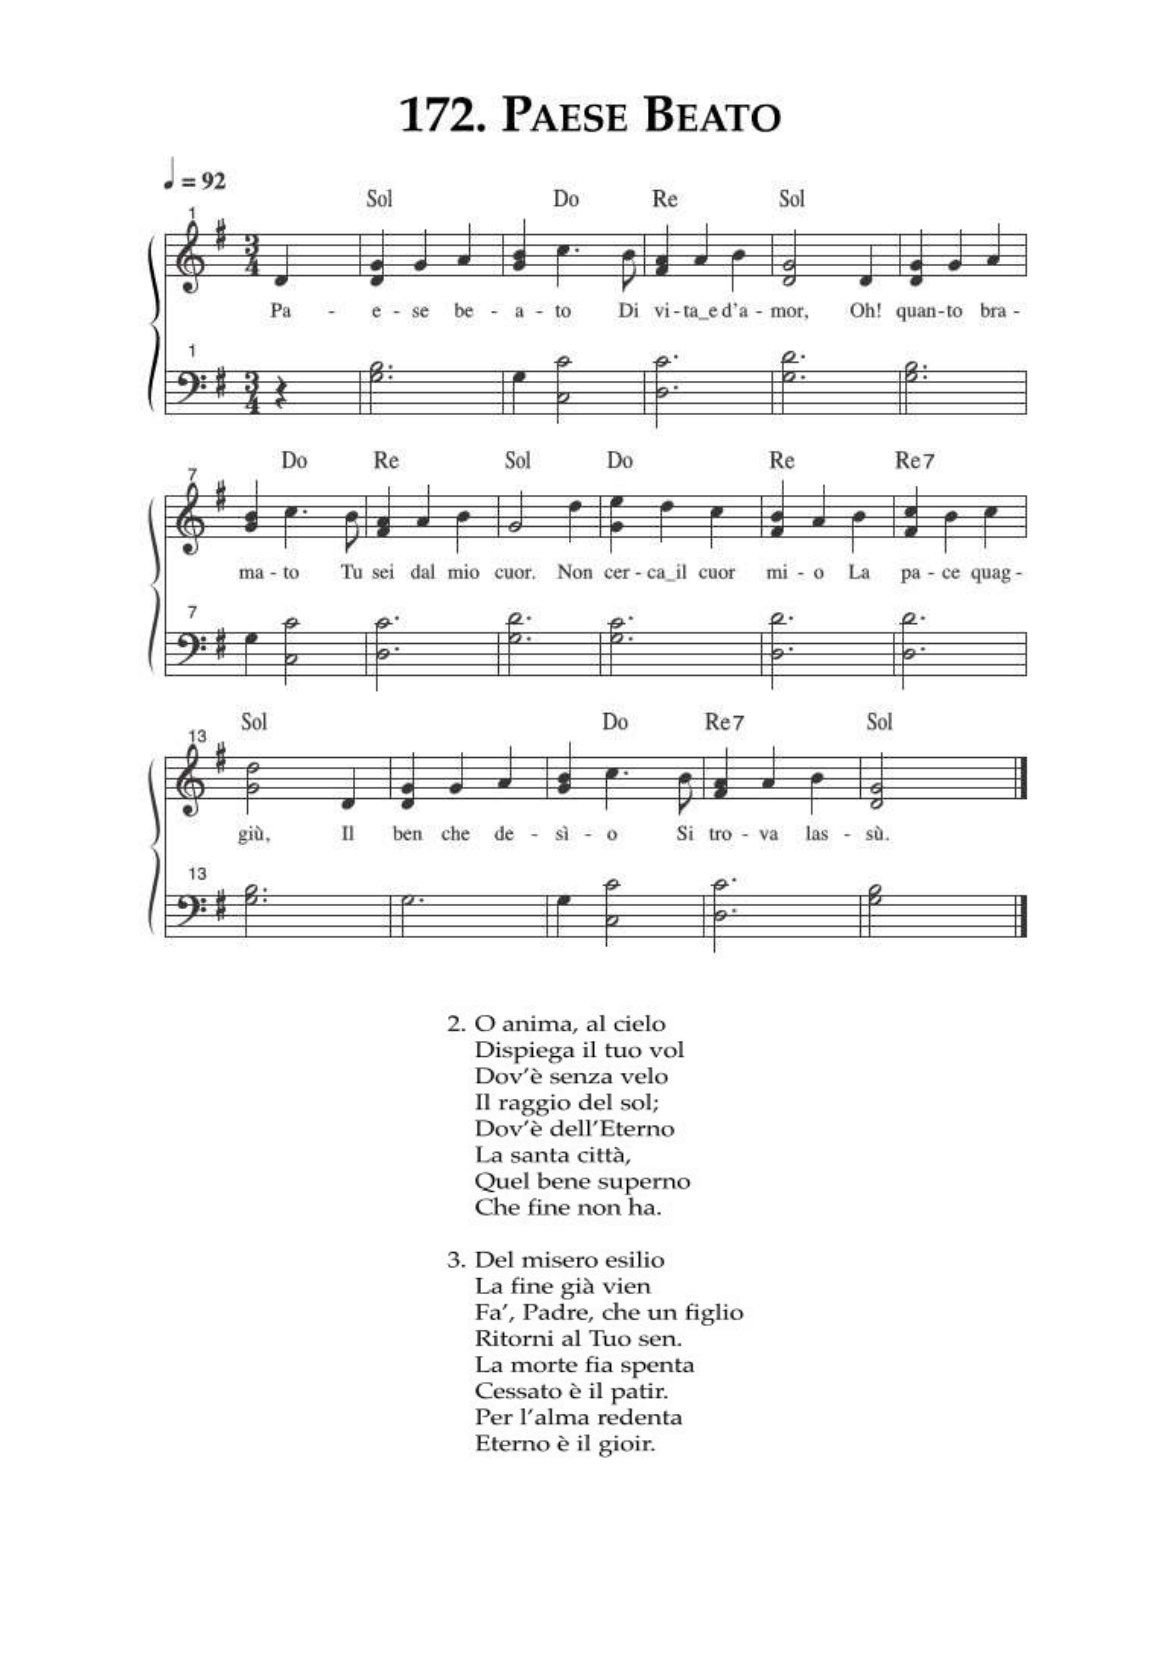 172. PAESE BEATO
♩ = 92
Sol Do Re Sol
1
3 4
Pa - e - se be - a - to Di vi - ta_e d'a - mor, Oh! quan-to bra -
1
3 4
Do Re Sol Do Re Re7
7
ma - to Tu sei dal mio cuor. Non cer - ca_il cuor mi - o La pa - ce quag -
7
Sol Do Re7 Sol
13
giù, Il ben che de - sì - o Si tro - va las - sù.
13
2. O anima, al cielo
Dispiega il tuo vol
Dov'è senza velo
Il raggio del sol;
Dov'è dell'Eterno
La santa città,
Quel bene superno
Che fine non ha.
3. Del misero esilio
La fine già vien
Fa', Padre, che un figlio
Ritorni al Tuo sen.
La morte fia spenta
Cessato è il patir.
Per l'alma redenta
Eterno è il gioir.